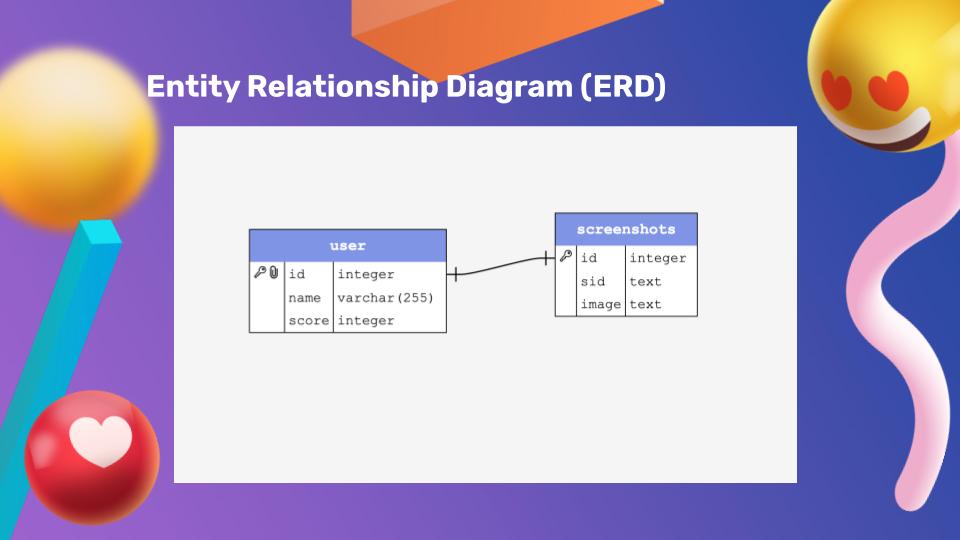 Entity Relationship Diagram (ERD)
user
id integer
name varchar(255)
score integer
screenshots
id integer
sid text
image text